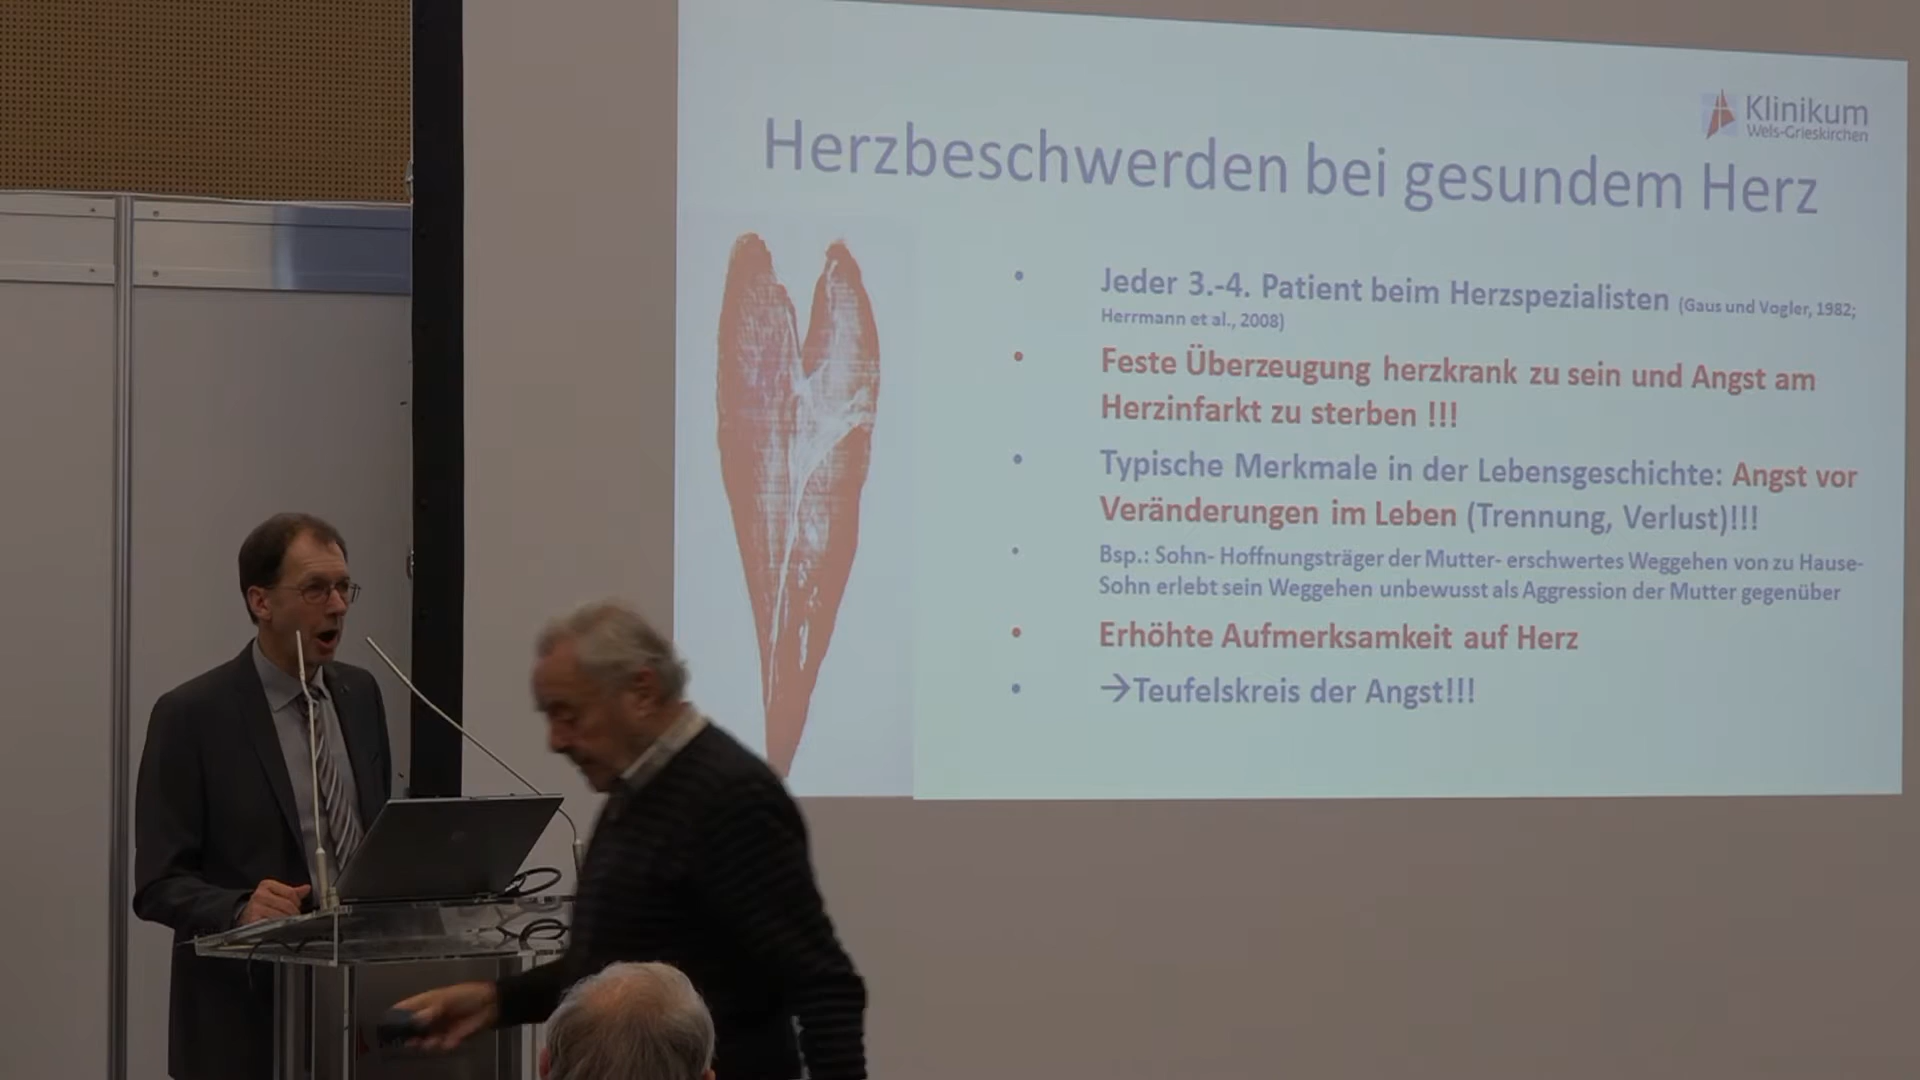 Klinikum
Wels-Grieskirchen
Herzbeschwerden bei gesundem Herz
• Jeder 3.-4. Patient beim Herzspezialisten (Gaus und Vogler, 1982;
Herrmann et al., 2008)
• Feste Überzeugung herzkrank zu sein und Angst am
Herzinfarkt zu sterben !!!
• Typische Merkmale in der Lebensgeschichte: Angst vor
Veränderungen im Leben (Trennung, Verlust)!!!
• Bsp.: Sohn- Hoffnungsträger der Mutter- erschwertes Weggehen von zu Hause-
Sohn erlebt sein Weggehen unbewusst als Aggression der Mutter gegenüber
• Erhöhte Aufmerksamkeit auf Herz
• →Teufelskreis der Angst!!!